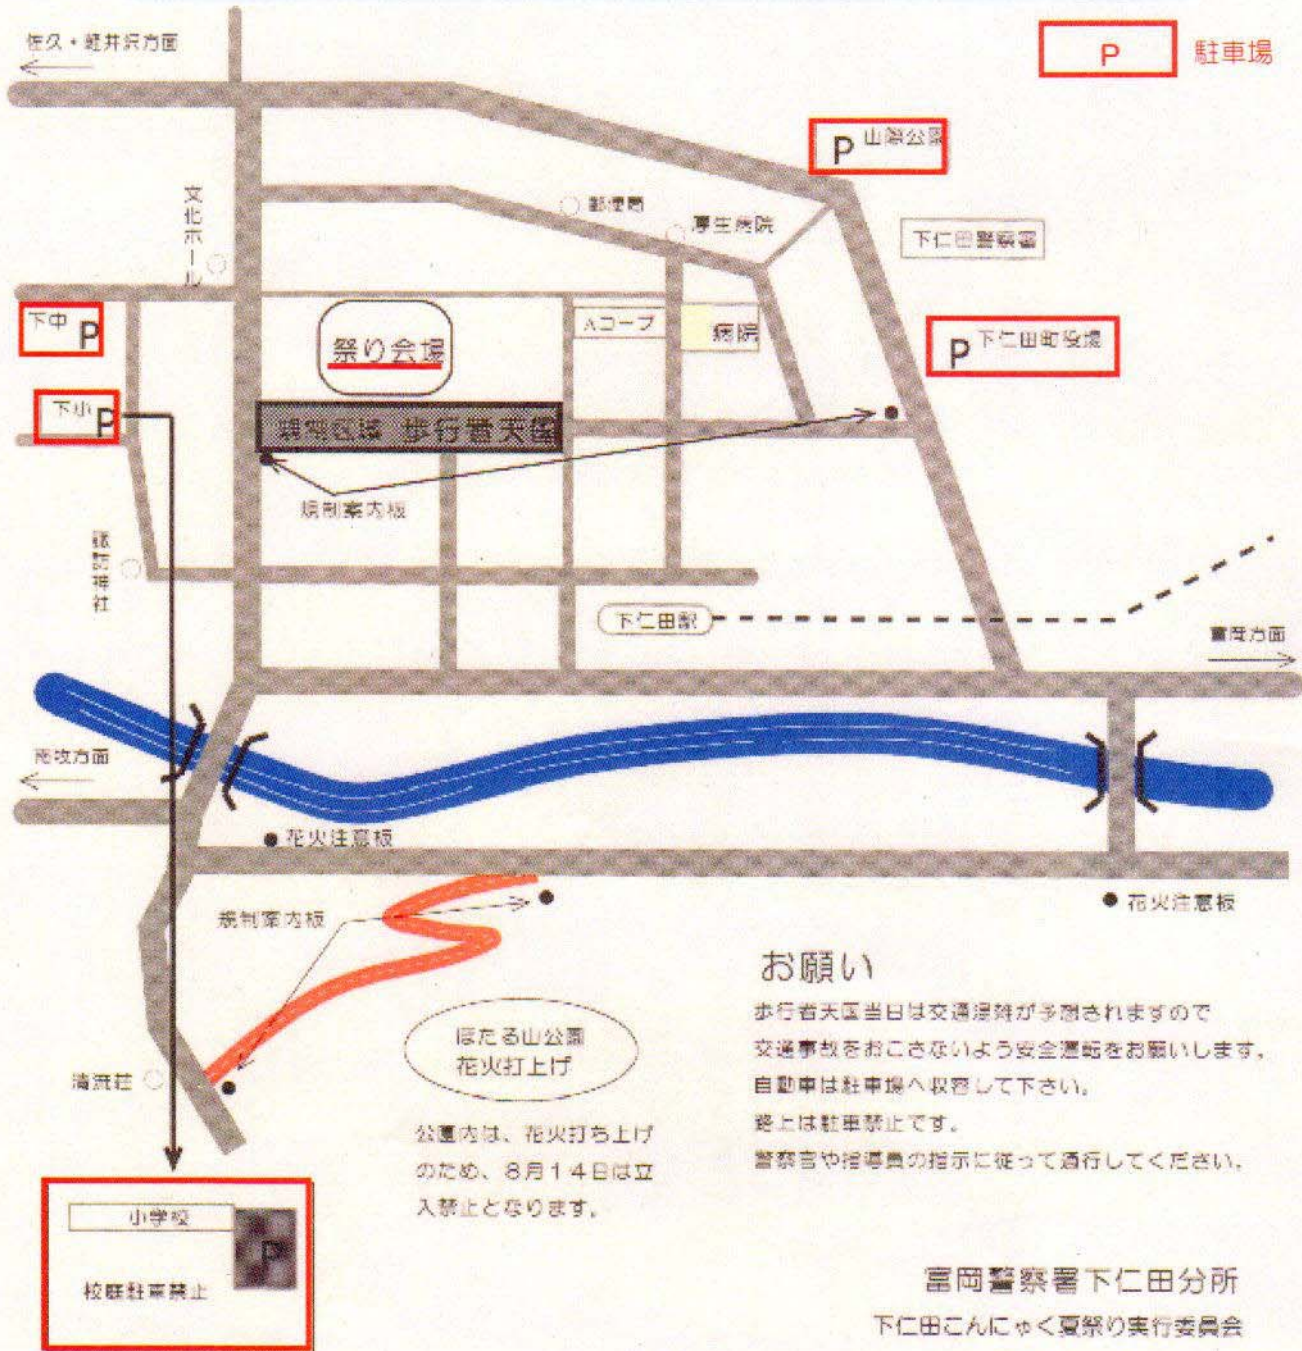 佐久・軽井沢方面
P 駐車場
P 山際公園
文化ホール
郵便局
厚生病院
下仁田警察署
下中 P
祭り会場
Aコープ
病院
P 下仁田町役場
下小 P
規制区域 歩行者天国
規制案内板
諏訪神社
下仁田駅
富岡方面
南牧方面
花火注意板
規制案内板
花火注意板
清流荘
ほたる山公園
花火打上げ
公園内は、花火打ち上げ
のため、8月14日は立
入禁止となります。
お願い
歩行者天国当日は交通混雑が予想されますので
交通事故をおこさないよう安全運転をお願いします。
自動車は駐車場へ収容して下さい。
路上は駐車禁止です。
警察官や指導員の指示に従って通行してください。
小学校
P
校庭駐車禁止
富岡警察署下仁田分所
下仁田こんにゃく夏祭り実行委員会